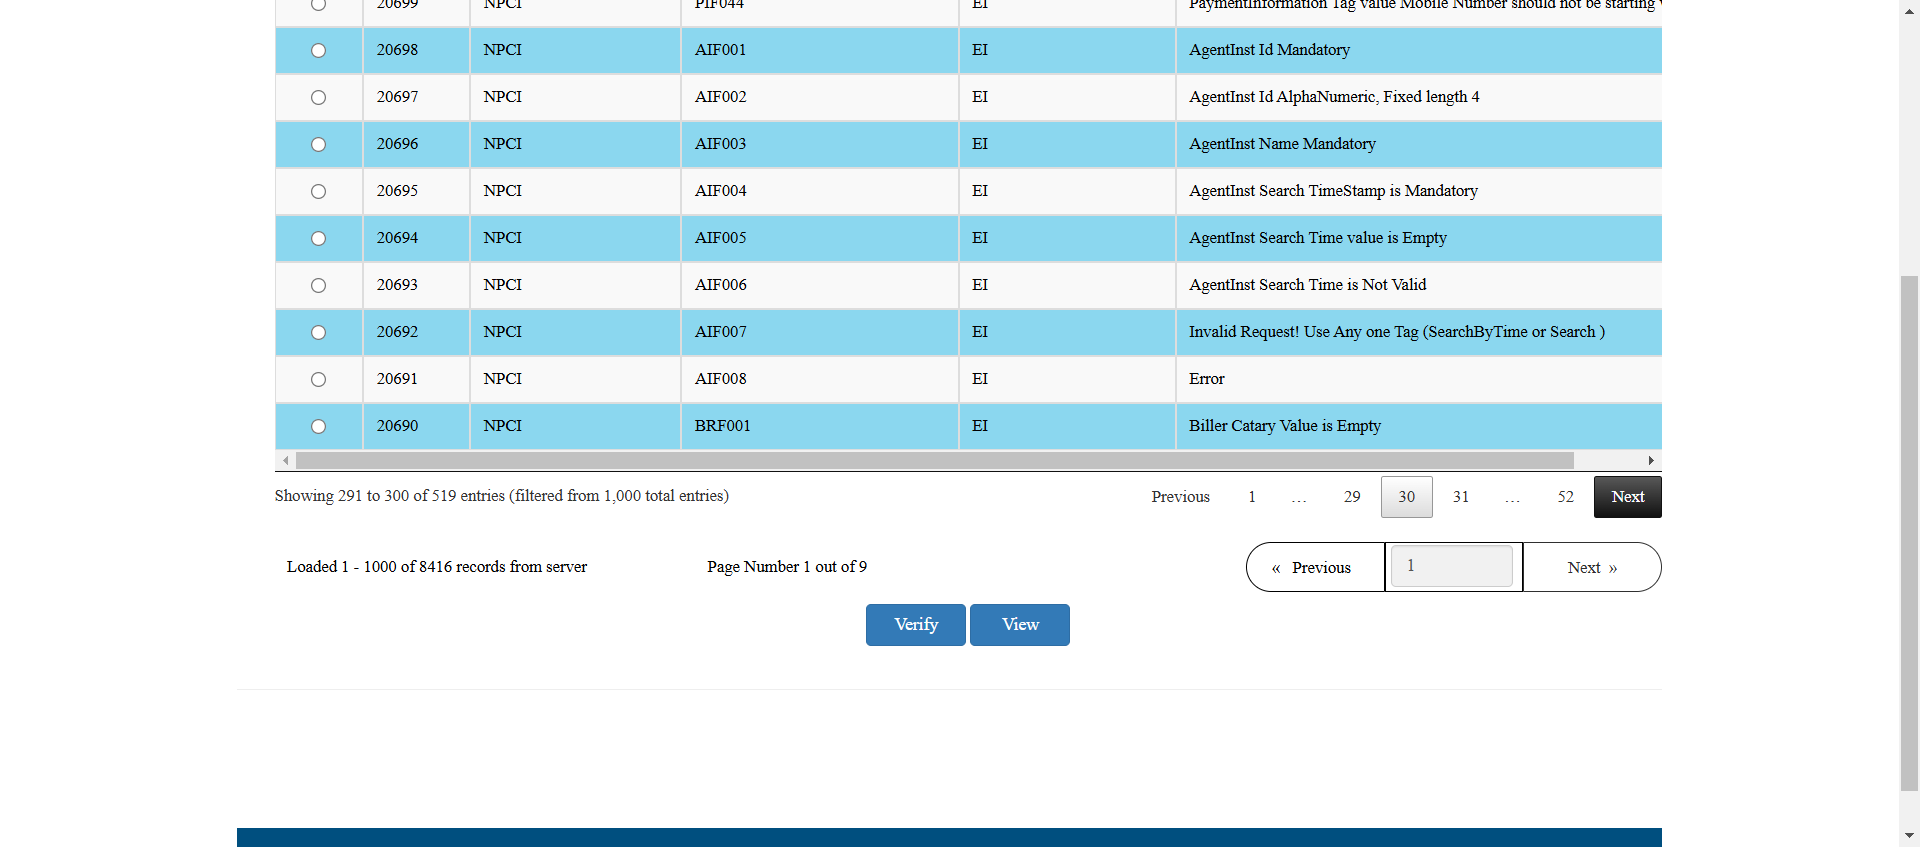 20699 NPCI PIF044 EI PaymentInformation Tag value Mobile Number should not be starting
20698 NPCI AIF001 EI AgentInst Id Mandatory
20697 NPCI AIF002 EI AgentInst Id AlphaNumeric, Fixed length 4
20696 NPCI AIF003 EI AgentInst Name Mandatory
20695 NPCI AIF004 EI AgentInst Search TimeStamp is Mandatory
20694 NPCI AIF005 EI AgentInst Search Time value is Empty
20693 NPCI AIF006 EI AgentInst Search Time is Not Valid
20692 NPCI AIF007 EI Invalid Request! Use Any one Tag (SearchByTime or Search )
20691 NPCI AIF008 EI Error
20690 NPCI BRF001 EI Biller Catary Value is Empty
Showing 291 to 300 of 519 entries (filtered from 1,000 total entries) Previous 1 … 29 30 31 … 52 Next
Loaded 1 - 1000 of 8416 records from server Page Number 1 out of 9 « Previous 1 Next »
Verify View